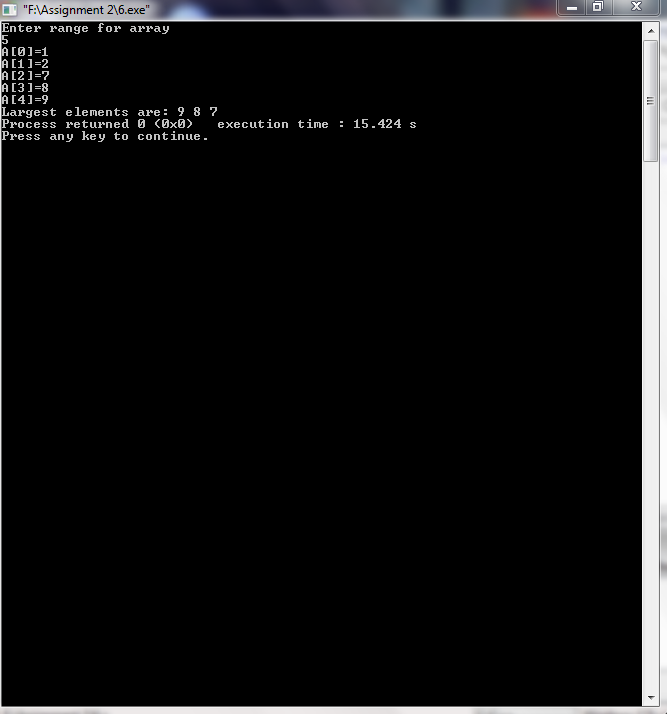 "F:\Assignment 2\6.exe"
Enter range for array
5
A[0]=1
A[1]=2
A[2]=7
A[3]=8
A[4]=9
Largest elements are: 9 8 7
Process returned 0 (0x0)   execution time : 15.424 s
Press any key to continue.